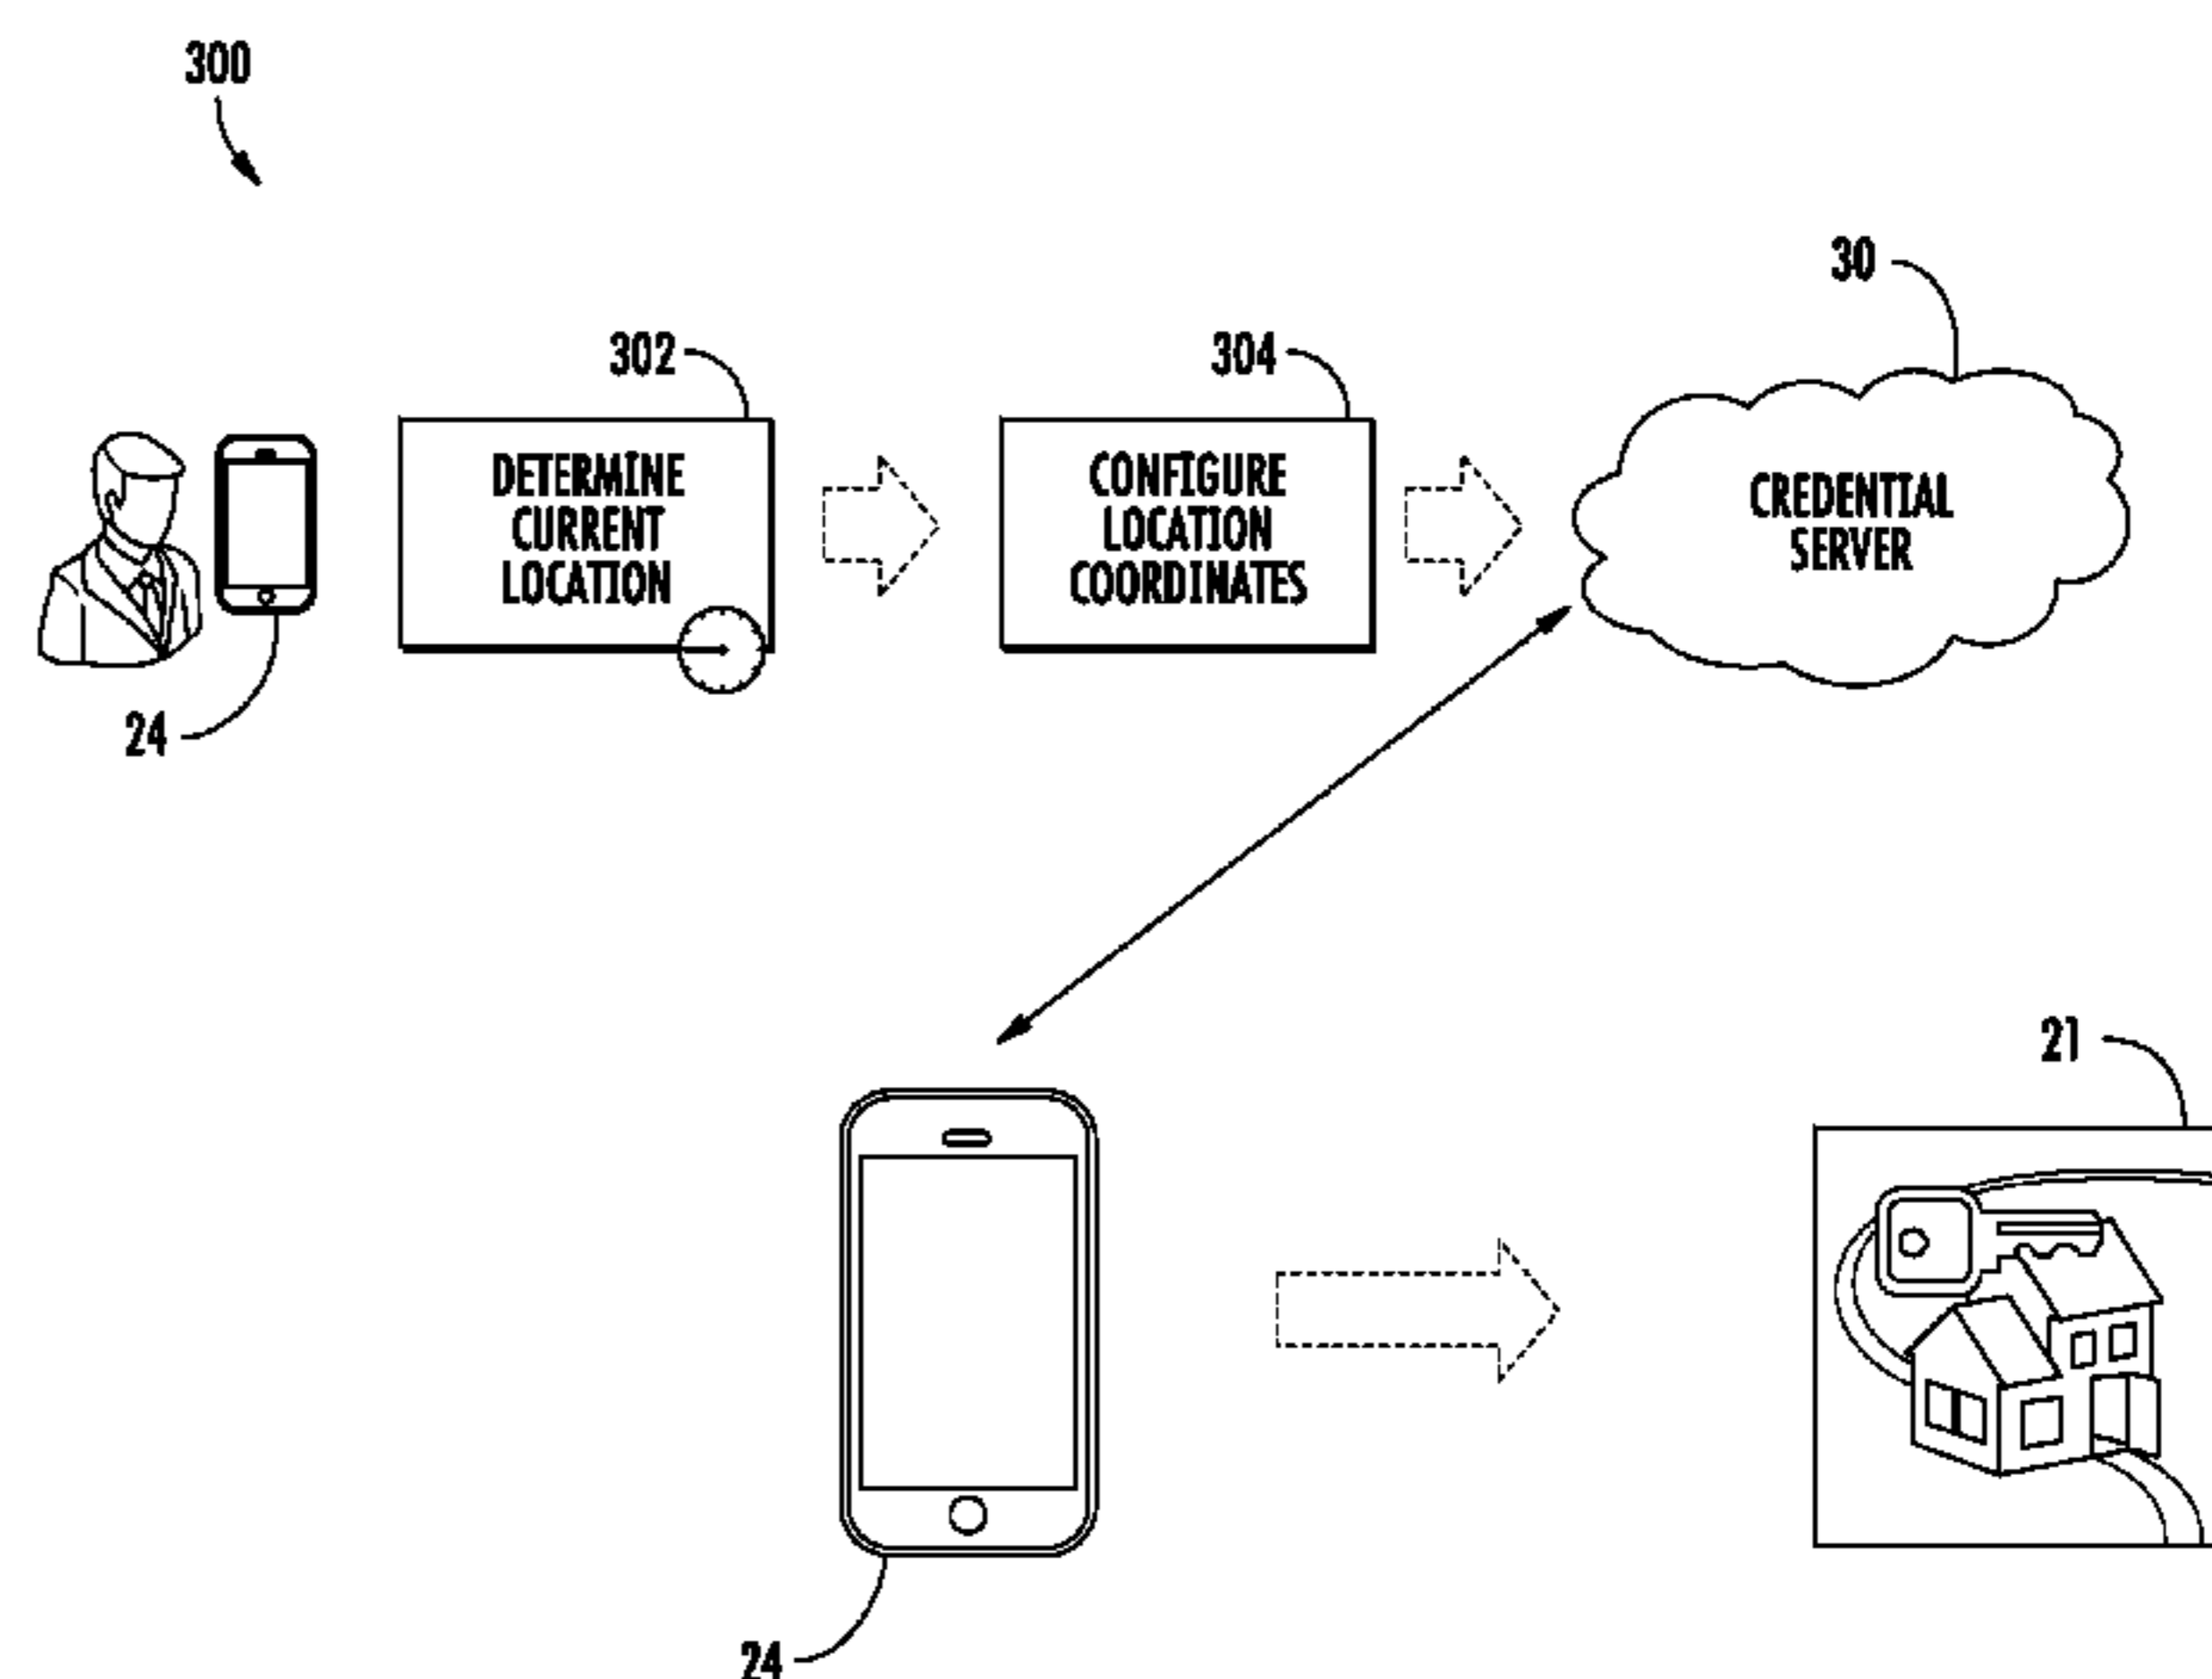 300
30
302
304
DETERMINE
CURRENT
LOCATION
CONFIGURE
LOCATION
COORDINATES
CREDENTIAL
SERVER
24
21
24